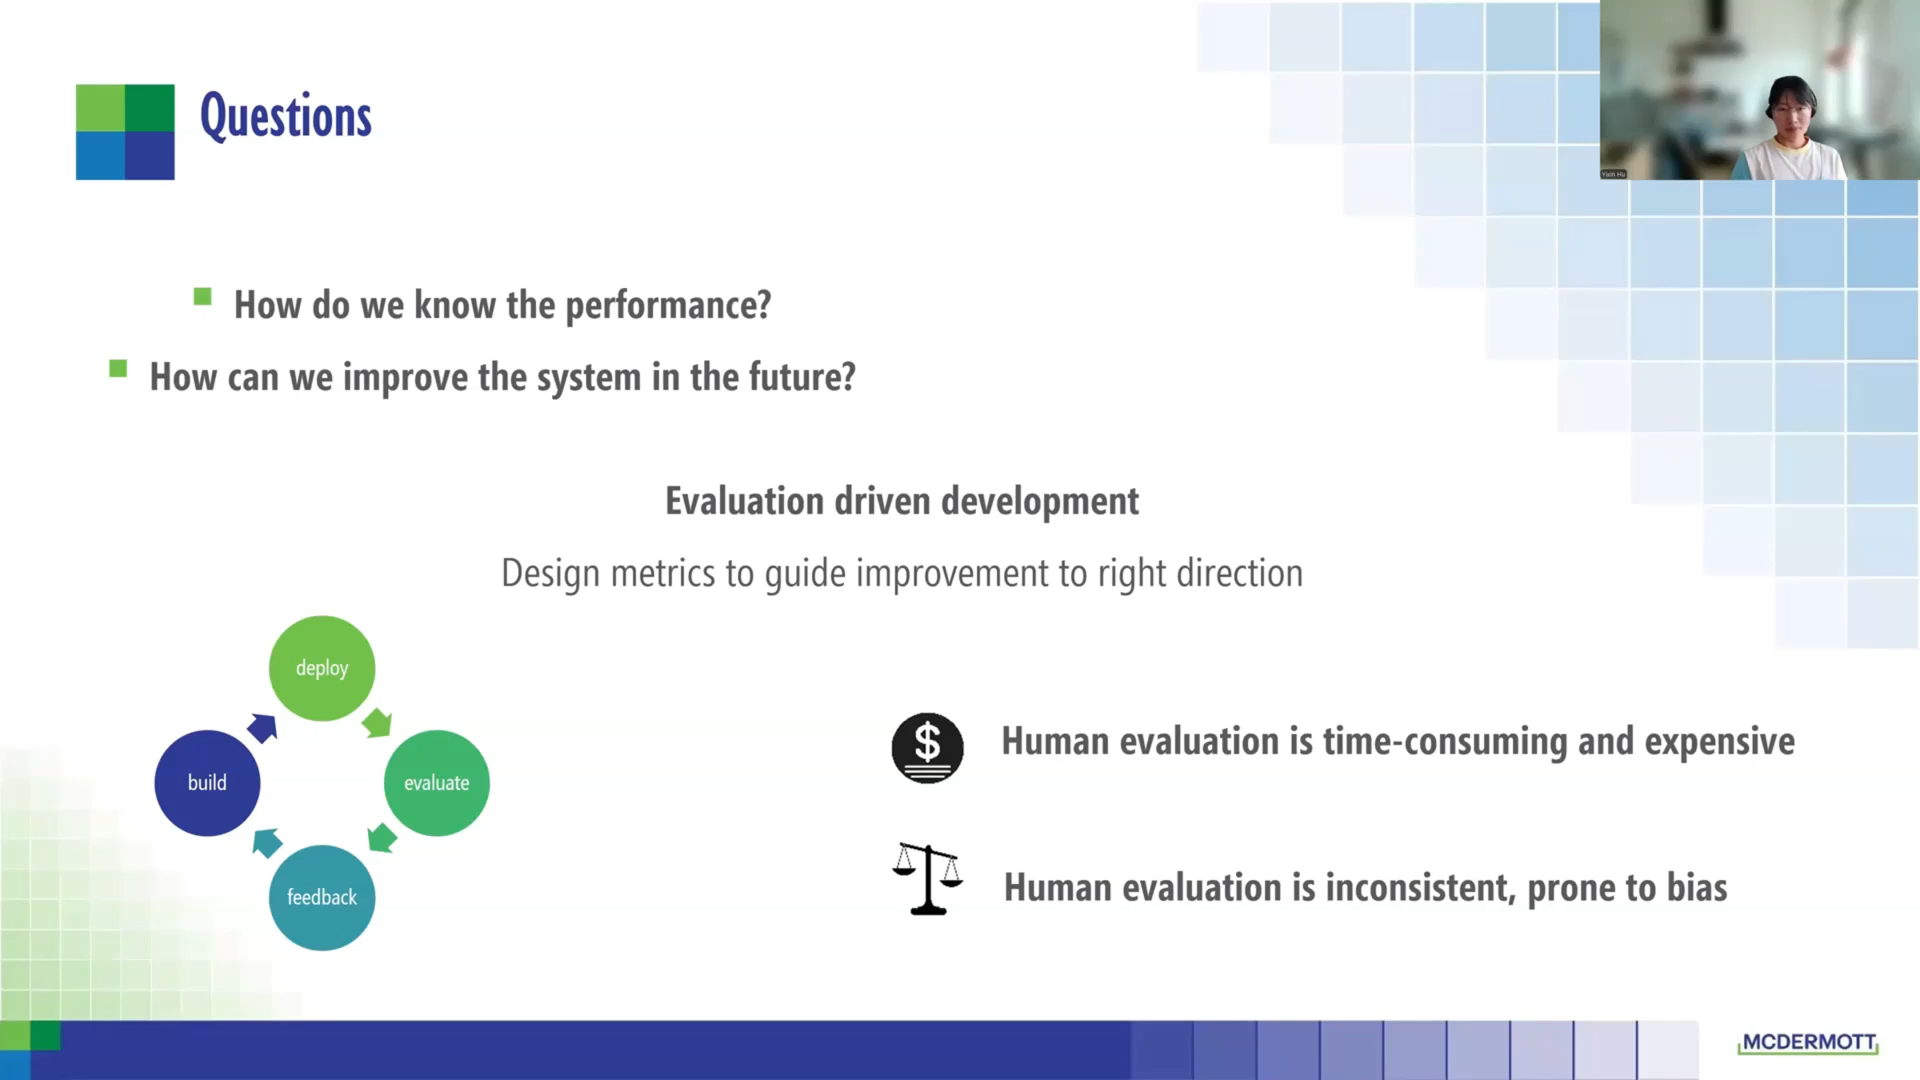 Questions
Yixin Hu
How do we know the performance?
How can we improve the system in the future?
Evaluation driven development
Design metrics to guide improvement to right direction
deploy
build
evaluate
feedback
$
Human evaluation is time-consuming and expensive
Human evaluation is inconsistent, prone to bias
MCDERMOTT